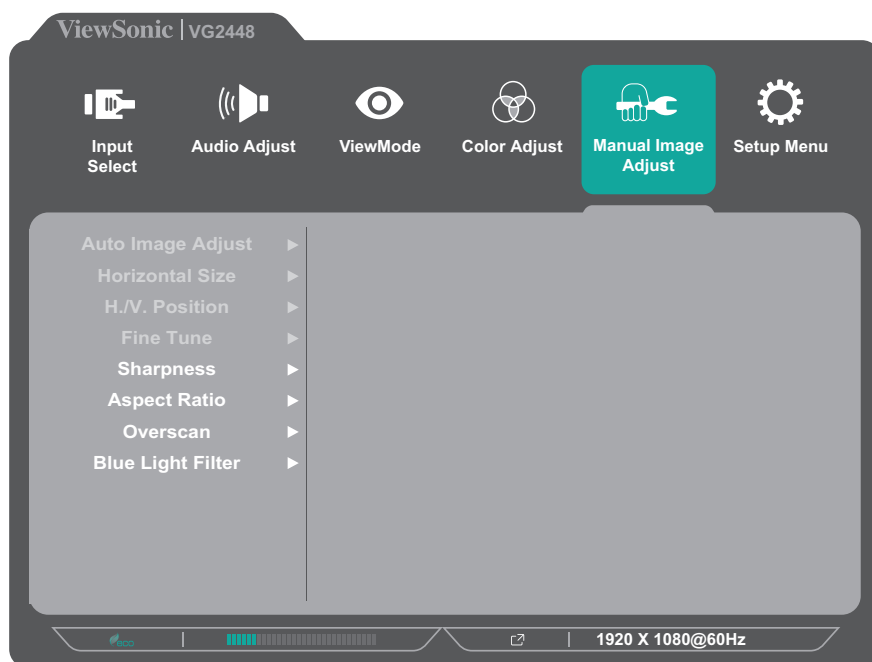 ViewSonic | VG2448
Input
Select
Audio Adjust
ViewMode
Color Adjust
Manual Image
Adjust
Setup Menu
Auto Image Adjust
Horizontal Size
H./V. Position
Fine Tune
Sharpness
Aspect Ratio
Overscan
Blue Light Filter
eco
1920 X 1080@60Hz